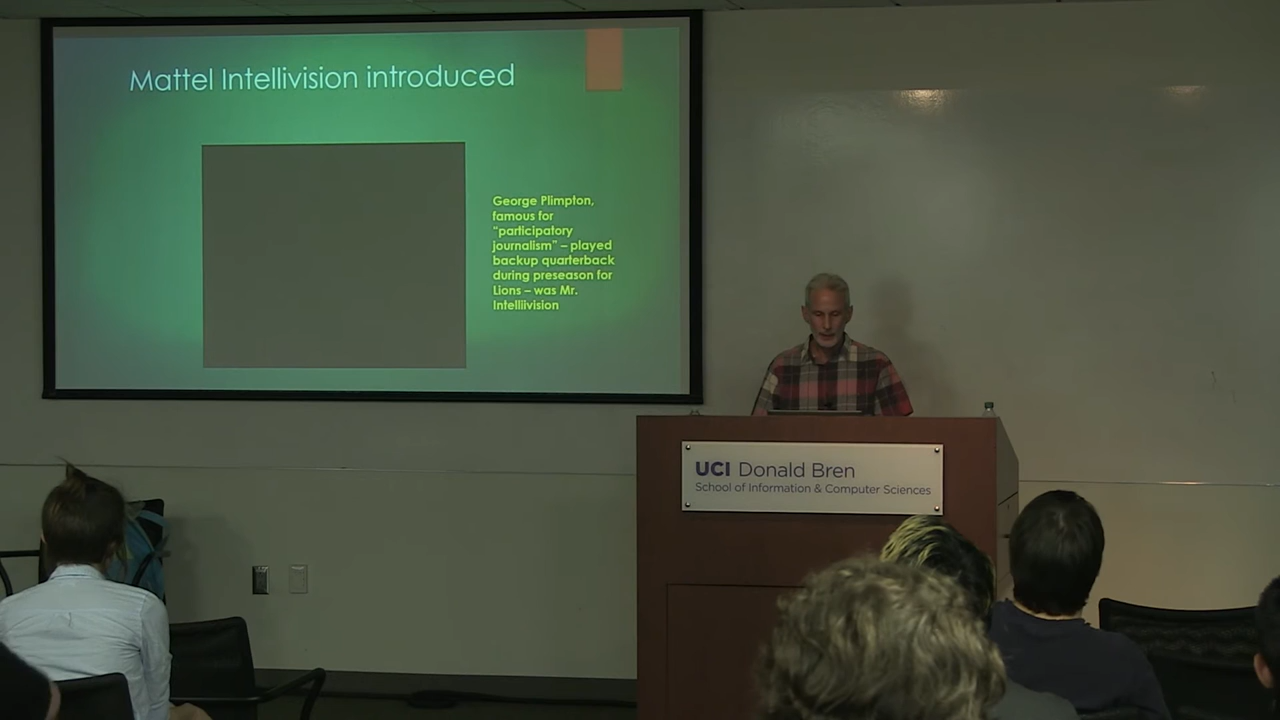 Mattel Intellivision introduced
George Plimpton,
famous for
“participatory
journalism” – played
backup quarterback
during preseason for
Lions – was Mr.
Intelliivision
UCI Donald Bren
School of Information & Computer Sciences